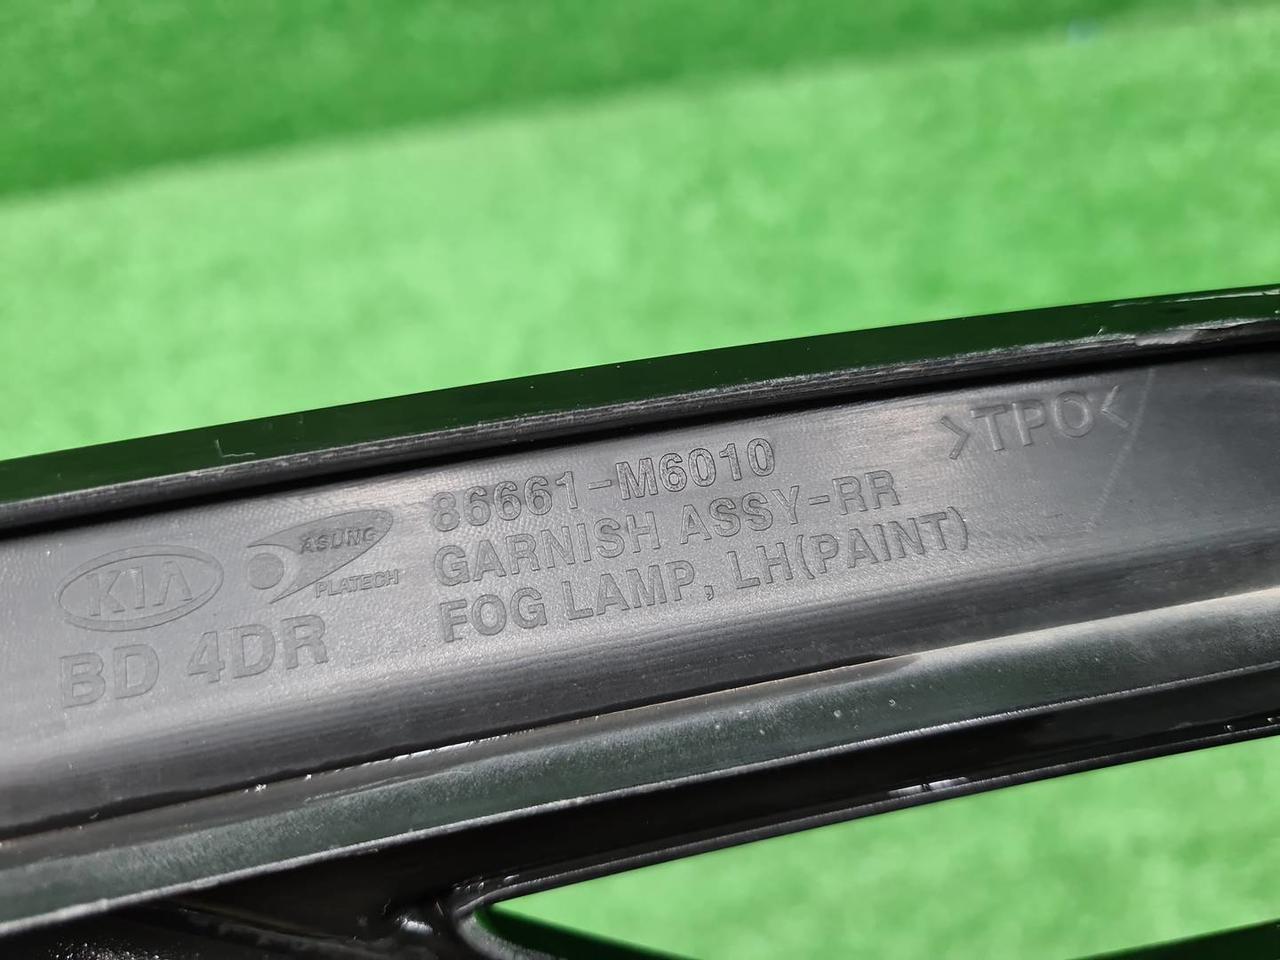 KIA
ASUNG
PLATECH
BD 4DR
86661-M6010
GARNISH ASSY-RR
FOG LAMP, LH(PAINT)
>TPO<